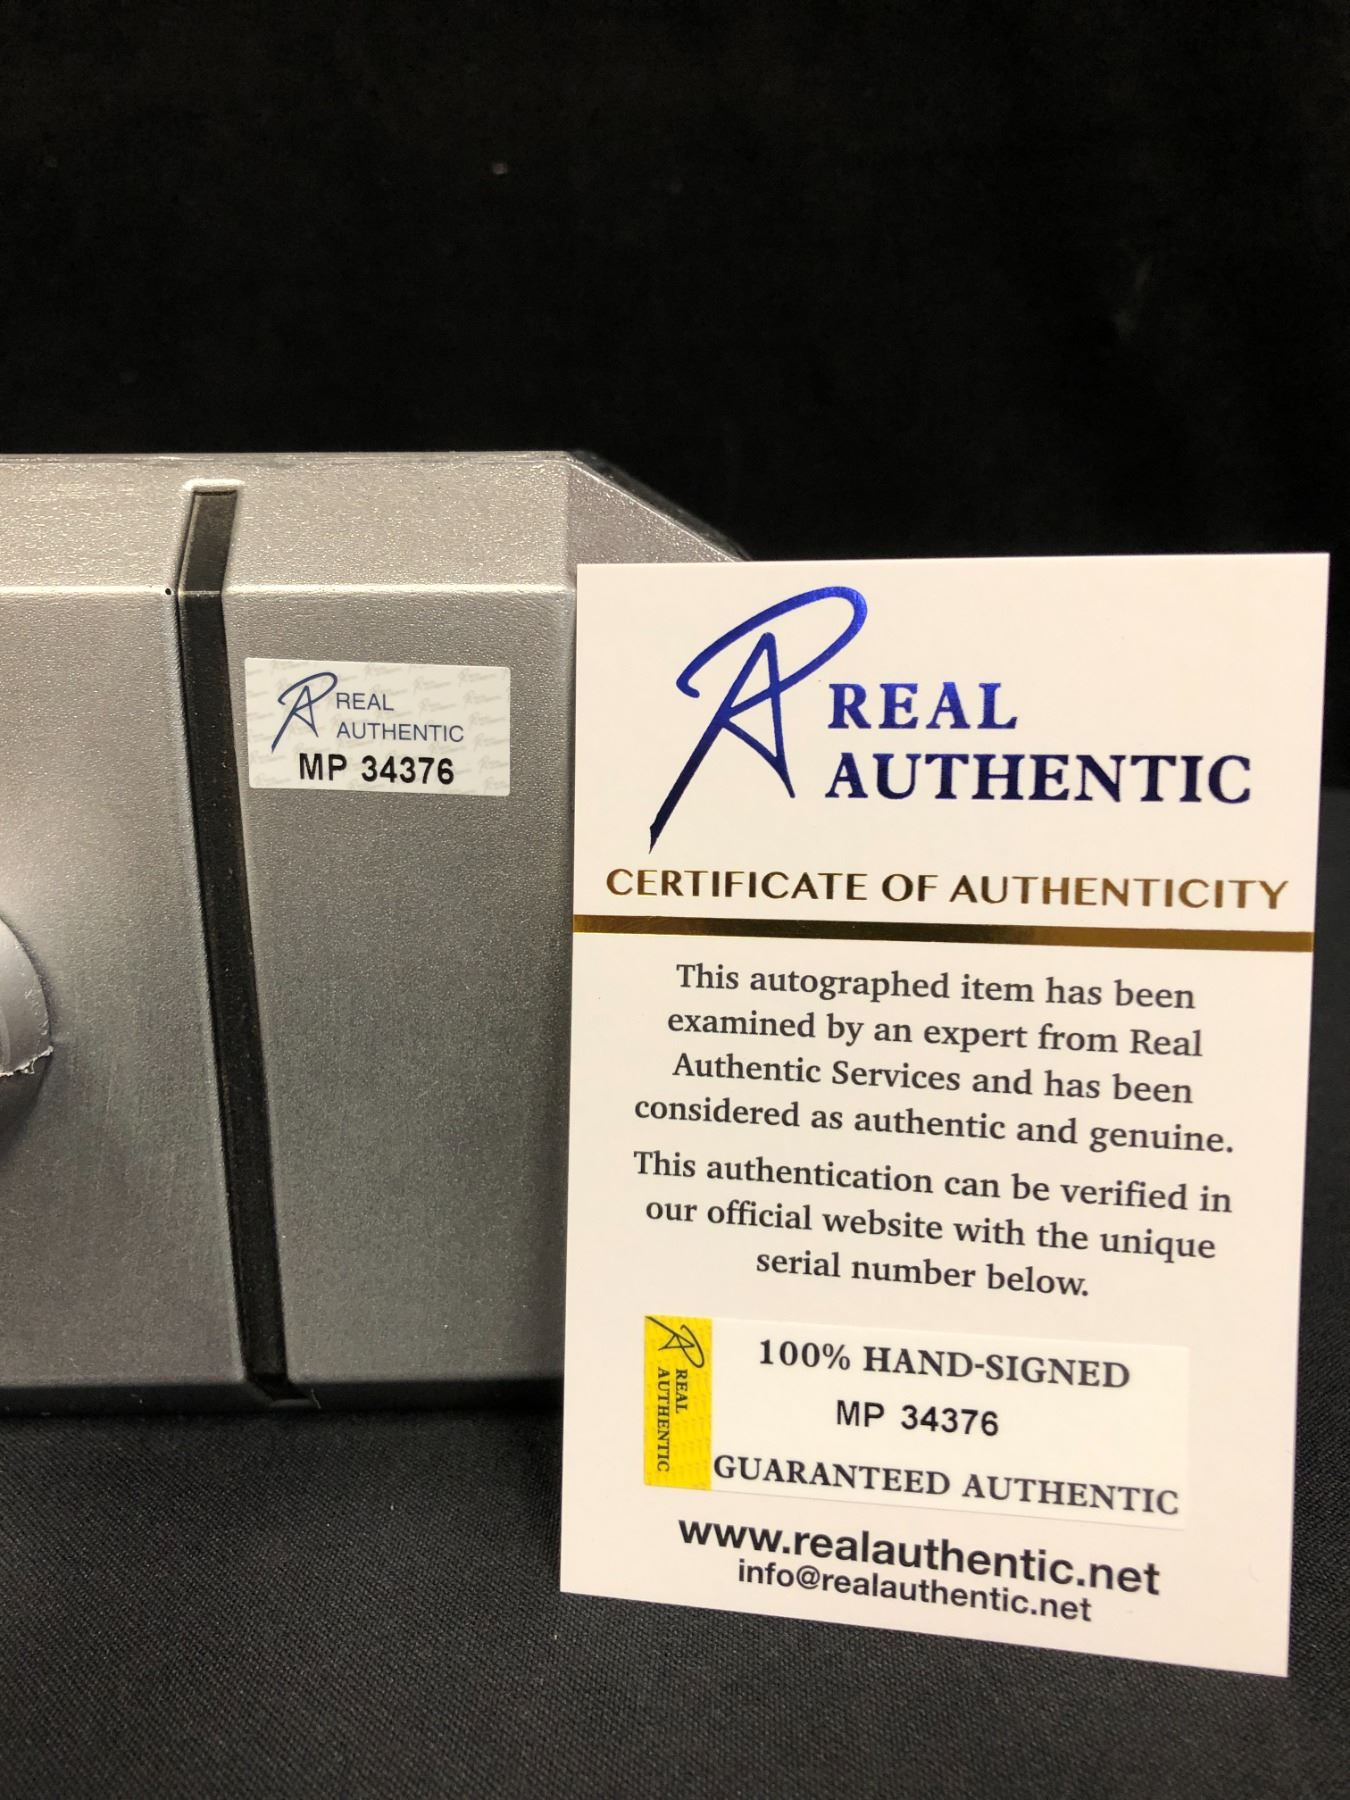 REAL
AUTHENTIC
MP 34376
REAL
AUTHENTIC
CERTIFICATE OF AUTHENTICITY
This autographed item has been
examined by an expert from Real
Authentic Services and has been
considered as authentic and genuine.
This authentication can be verified in
our official website with the unique
serial number below.
REAL
AUTHENTIC
100% HAND-SIGNED
MP 34376
GUARANTEED AUTHENTIC
www.realauthentic.net
info@realauthentic.net